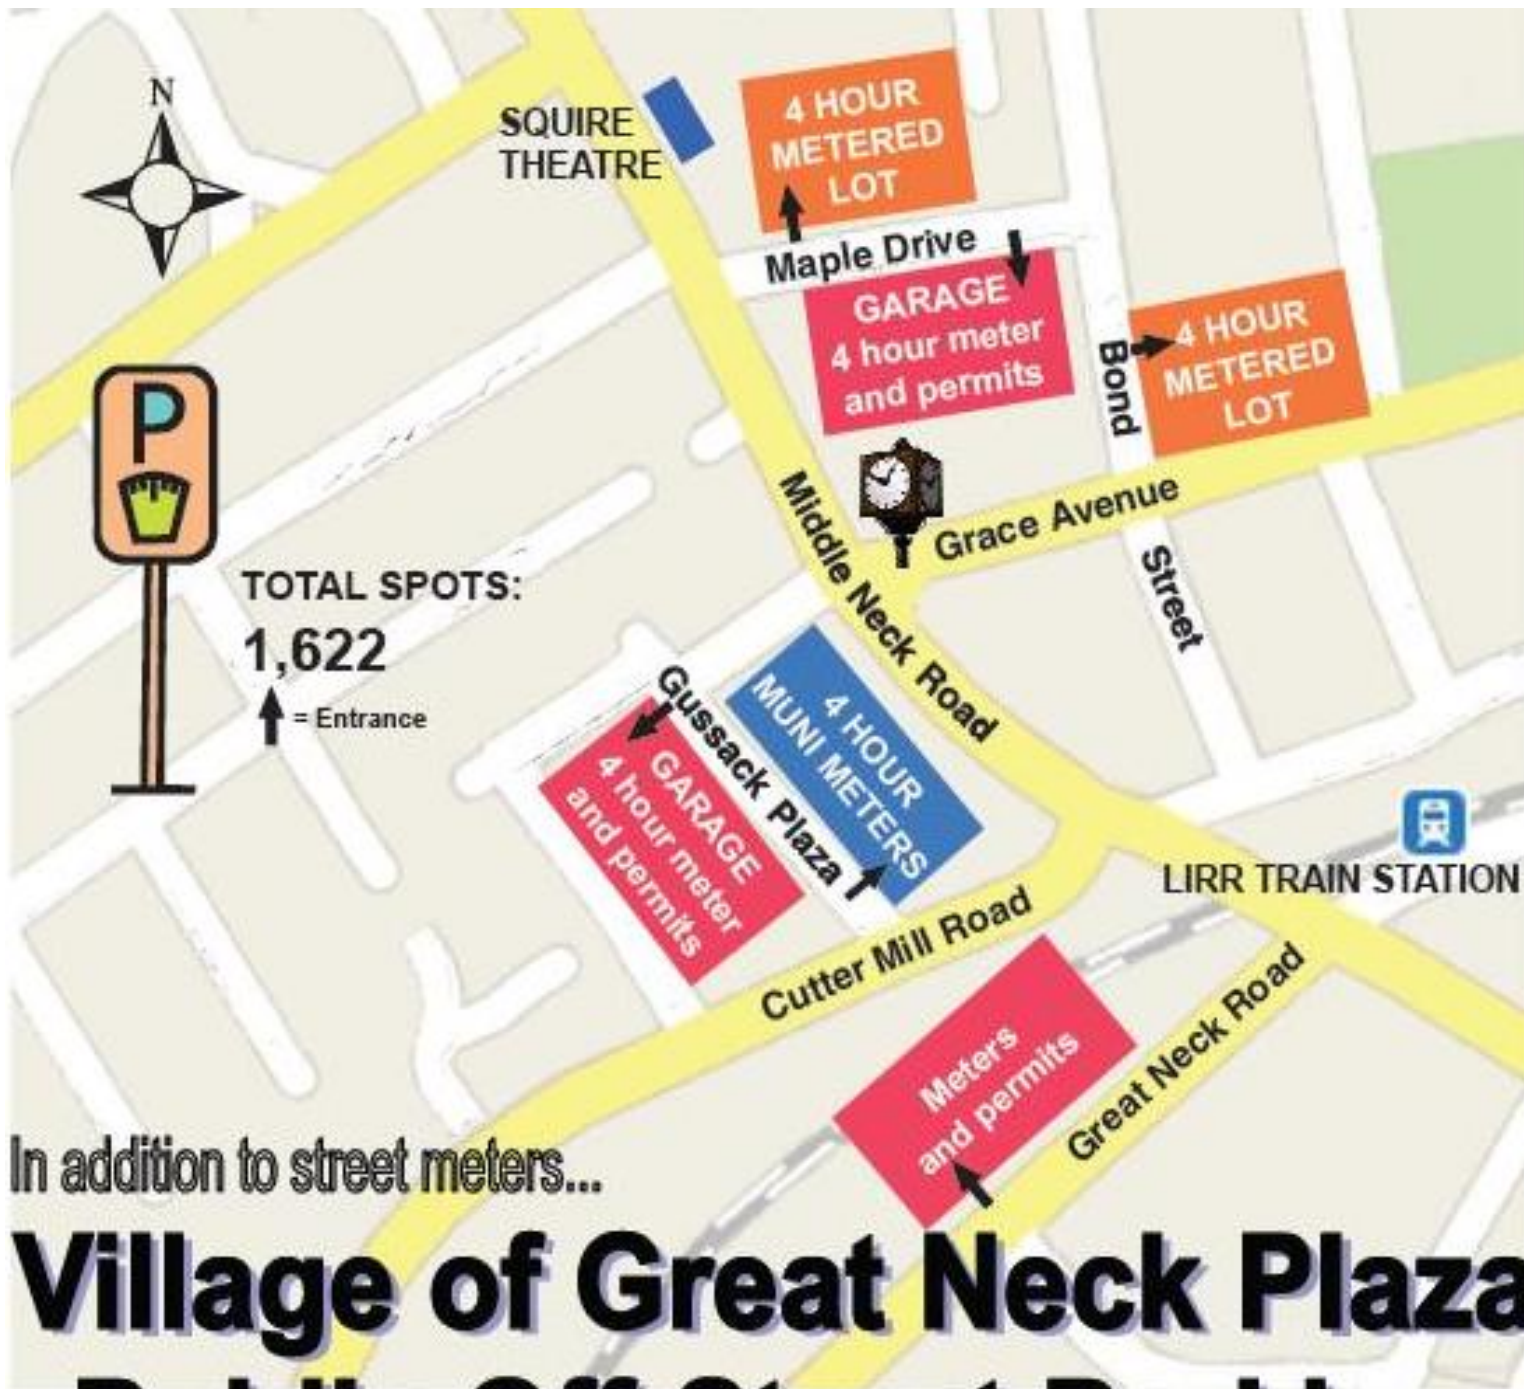 N
SQUIRE
THEATRE
4 HOUR
METERED
LOT
Maple Drive
GARAGE
4 hour meter
and permits
Bond
4 HOUR
METERED
LOT
P
Middle Neck Road
Grace Avenue
Street
TOTAL SPOTS:
1,622
= Entrance
Gussack Plaza
4 HOUR
MUNI METERS
GARAGE
4 hour meter
and permits
LIRR TRAIN STATION
Cutter Mill Road
Meters
and permits
Great Neck Road
In addition to street meters...
Village of Great Neck Plaza